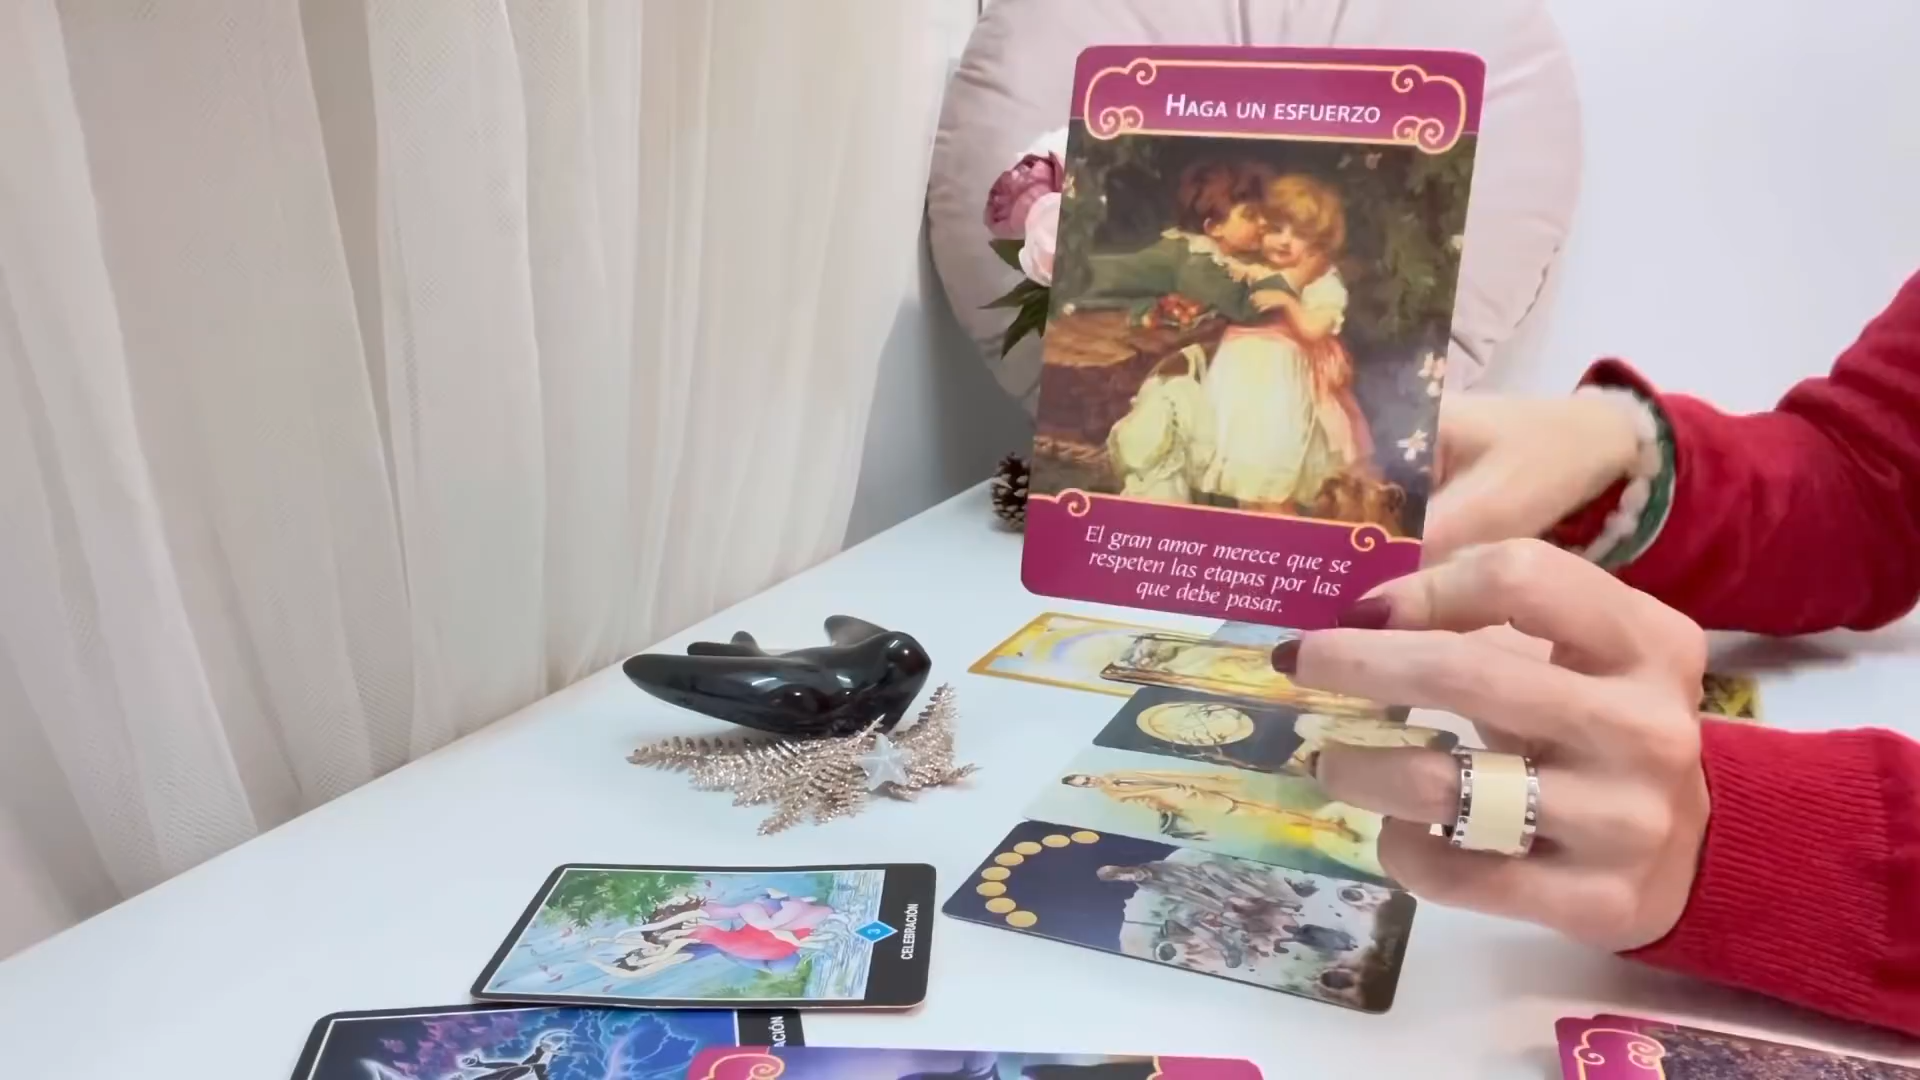 HAGA UN ESFUERZO
El gran amor merece que se
respeten las etapas por las
que debe pasar.
3
CELEBRACIÓN
ACIÓN